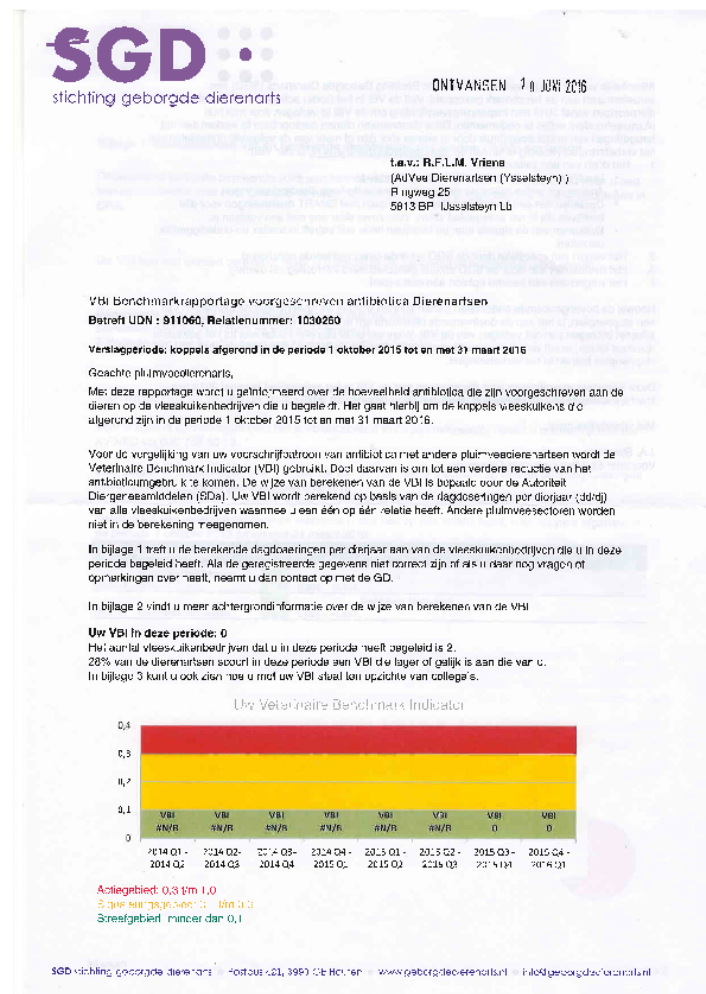 SGD
stichting geborgde dierenarts
ONTVANGEN 10 JUNI 2016
t.a.v.: R.F.L.M. Vriens
(AdVee Dierenartsen (Ysselsteyn) )
Ringweg 25
5813 BP IJsselsteyn Lb
VBI Benchmarkrapportage voorgeschreven antibiotica Dierenartsen
Betreft UDN : 911060, Relatienummer: 1030260
Verslagperiode: koppels afgerond in de periode 1 oktober 2015 tot en met 31 maart 2016
Geachte pluimveedierenarts,
Met deze rapportage wordt u geïnformeerd over de hoeveelheid antibiotica die zijn voorgeschreven aan de
dieren op de vleeskuikenbedrijven die u begeleidt. Het gaat hierbij om de koppels vleeskuikens die
afgerond zijn in de periode 1 oktober 2015 tot en met 31 maart 2016.
Voor de vergelijking van uw voorschrijfpatroon van antibiotica met andere pluimveedierenartsen wordt de
Veterinaire Benchmark Indicator (VBI) gebruikt. Doel daarvan is om tot een verdere reductie van het
antibioticumgebruik te komen. De wijze van berekenen van de VBI is bepaald door de Autoriteit
Diergeneesmiddelen (SDa). Uw VBI wordt berekend op basis van de dagdoseringen per dierjaar (dd/dj)
van alle vleeskuikenbedrijven waarmee u een één op één relatie heeft. Andere pluimveesectoren worden
niet in de berekening meegenomen.
In bijlage 1 treft u de berekende dagdoseringen per dierjaar aan van de vleeskuikenbedrijven die u in deze
periode begeleid heeft. Als de geregistreerde gegevens niet correct zijn of als u daar nog vragen of
opmerkingen over heeft, neemt u dan contact op met de GD.
In bijlage 2 vindt u meer achtergrondinformatie over de wijze van berekenen van de VBI
Uw VBI in deze periode: 0
Het aantal vleeskuikenbedrijven dat u in deze periode heeft begeleid is 2.
28% van de dierenartsen scoort in deze periode een VBI die lager of gelijk is aan die van u.
In bijlage 3 kunt u ook zien hoe u met uw VBI staat ten opzichte van collega's.
Uw Veterinaire Benchmark Indicator
0,4
0,3
0,2
0,1
0
VBI VBI VBI VBI VBI VBI VBI VBI
#N/B #N/B #N/B #N/B #N/B #N/B 0 0
2014 Q1 - 2014 Q2- 2014 Q3- 2014 Q4 - 2015 Q1 - 2015 Q2 - 2015 Q3 - 2015 Q4 -
2014 Q2 2014 Q3 2014 Q4 2015 Q1 2015 Q2 2015 Q3 2015 Q4 2016 Q1
Actiegebied: 0,3 t/m 1,0
Signaleringsgebied: 0,1 t/m 0,3
Streefgebied: minder dan 0,1
SGD stichting geborgde dierenarts Postbus 421, 3990 GE Houten www.geborgdedierenarts.nl info@geborgdedierenarts.nl